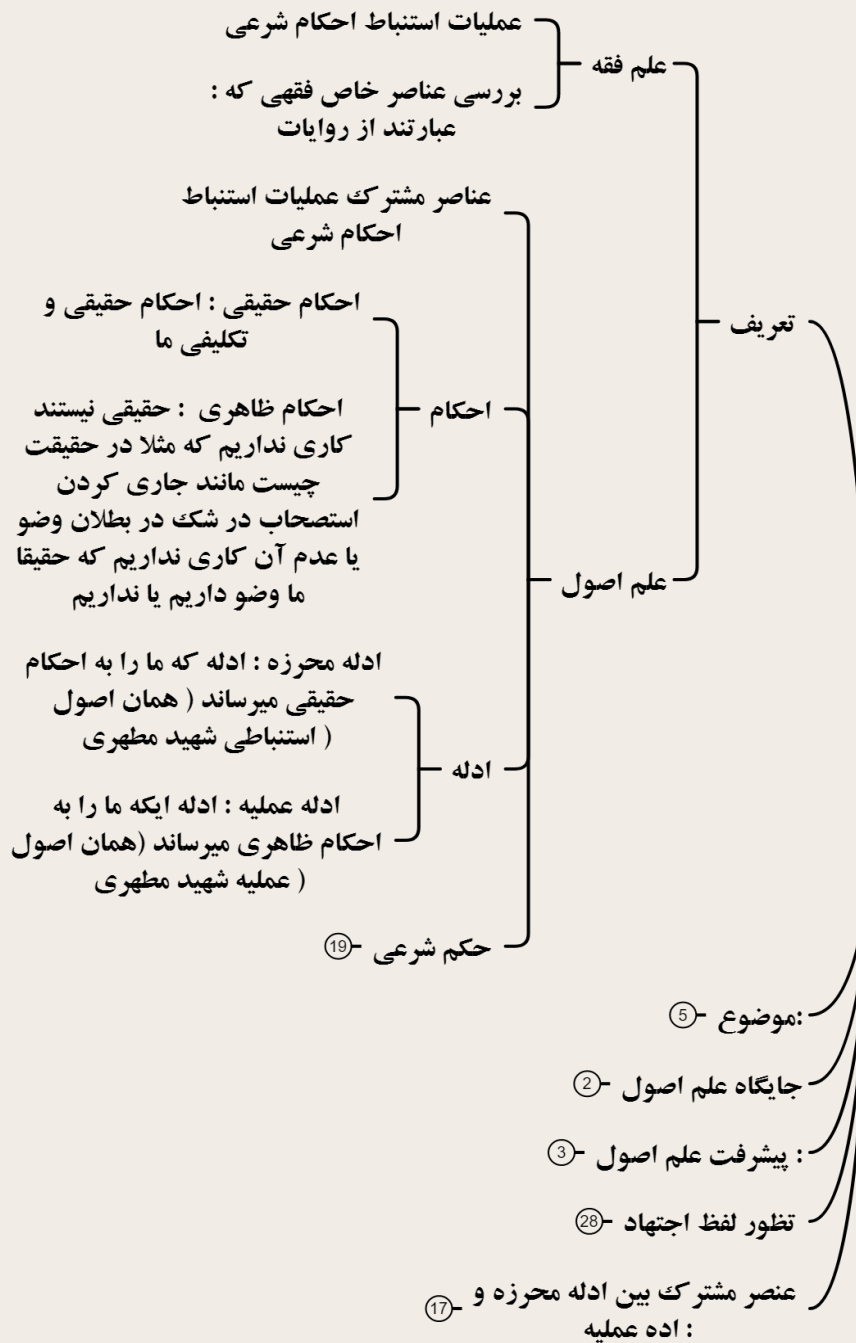 عملیات استنباط احکام شرعی
علم فقه
بررسی عناصر خاص فقهی که :
عبارتند از روایات
عناصر مشترک عملیات استنباط
احکام شرعی
احکام حقیقی : احکام حقیقی و
تکلیفی ما
تعریف
احکام ظاهری : حقیقی نیستند
کاری نداریم که مثلا در حقیقت
چیست مانند جاری کردن
استصحاب در شک در بطلان وضو
یا عدم آن کاری نداریم که حقیقا
ما وضو داریم یا نداریم
احکام
علم اصول
ادله محرزه : ادله که ما را به احکام
حقیقی میرساند ( همان اصول
استنباطی شهید مطهری )
ادله
ادله عملیه : ادله ایکه ما را به
احکام ظاهری میرساند (همان اصول
عملیه شهید مطهری )
حکم شرعی 19
موضوع: 5
جایگاه علم اصول 2
پیشرفت علم اصول : 3
تظور لفظ اجتهاد 28
عنصر مشترک بین ادله محرزه و
اده عملیه : 17